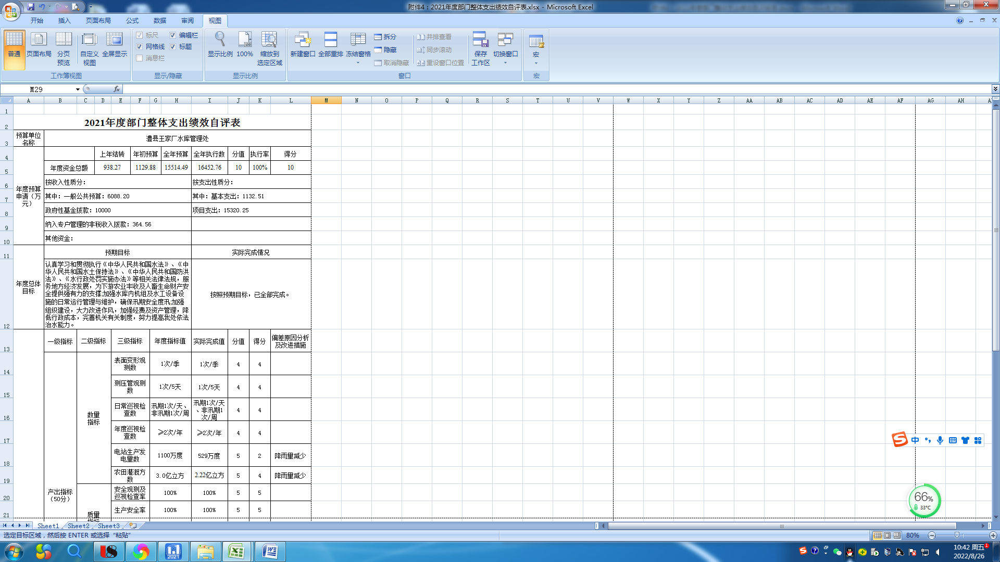 附件4：2021年度部门整体支出绩效自评表.xlsx - Microsoft Excel
开始 插入 页面布局 公式 数据 审阅 视图
普通 页面布局 分页预览 自定义视图 全屏显示
工作簿视图
标尺 编辑栏
网格线 标题
消息栏
显示/隐藏
显示比例 100% 缩放到选定区域
显示比例
新建窗口 全部重排 冻结窗格
拆分 隐藏 取消隐藏
并排查看 同步滚动 重设窗口位置
保存工作区 切换窗口
窗口
宏
宏
M29
fx
A B C D E F G H I J K L M N O P Q R S T U V W X Y Z AA AB AC AD AE AF AG AH
1
2 2021年度部门整体支出绩效自评表
3 预算单位名称 澧县王家厂水库管理处
4 上年结转 年初预算 全年预算 全年执行数 分值 执行率 得分
5 年度资金总额 938.27 1129.88 15514.49 16452.76 10 100% 10
年度预算申请（万元）
6 按收入性质分： 按支出性质分：
7 其中：一般公共预算：6088.20 其中：基本支出：1132.51
8 政府性基金拨款：10000 项目支出：15320.25
9 纳入专户管理的非税收入拨款：364.56
10 其他资金：
11 预期目标 实际完成情况
年度总体目标
认真学习和贯彻执行《中华人民共和国水法》、《中
华人民共和国水土保持法》、《中华人民共和国防洪
法》、《水行政处罚实施办法》等相关法律法规，服
务地方经济发展，为下游农业丰收及人畜生命财产安
全提供强有力的支撑;加强水库内机组及水工设备设
施的日常运行管理与维护，确保汛期安全度汛;加强
组织建设，大力改进作风，加强经费及资产管理，降
低行政成本，完善机关有关制度，努力提高我处依法
治水能力。
按照预期目标，已全部完成。
12
13 一级指标 二级指标 三级指标 年度指标值 实际完成值 分值 得分 偏差原因分析及改进措施
14 表面变形观测数 1次/季 1次/季 4 4
15 测压管观测数 1次/5天 1次/5天 4 4
16 日常巡视检查数 汛期1次/天、非汛期1次/周 汛期1次/天、非汛期1次/周 4 4
数量指标
17 年度巡视检查数 ≥2次/年 ≥2次/年 4 4
18 电站生产发电量数 1100万度 529万度 5 2 降雨量减少
19 农田灌溉方数 3.0亿立方 2.22亿立方 5 4 降雨量减少
产出指标（50分）
20 安全观测及巡视检查率 100% 100% 5 5
21 生产安全率 100% 100% 5 5
质量指标
中
66%
33℃
Sheet1 Sheet2 Sheet3
选定目标区域，然后按 ENTER 或选择“粘贴”
80%
2021
10:42 周五
1
2022/8/26